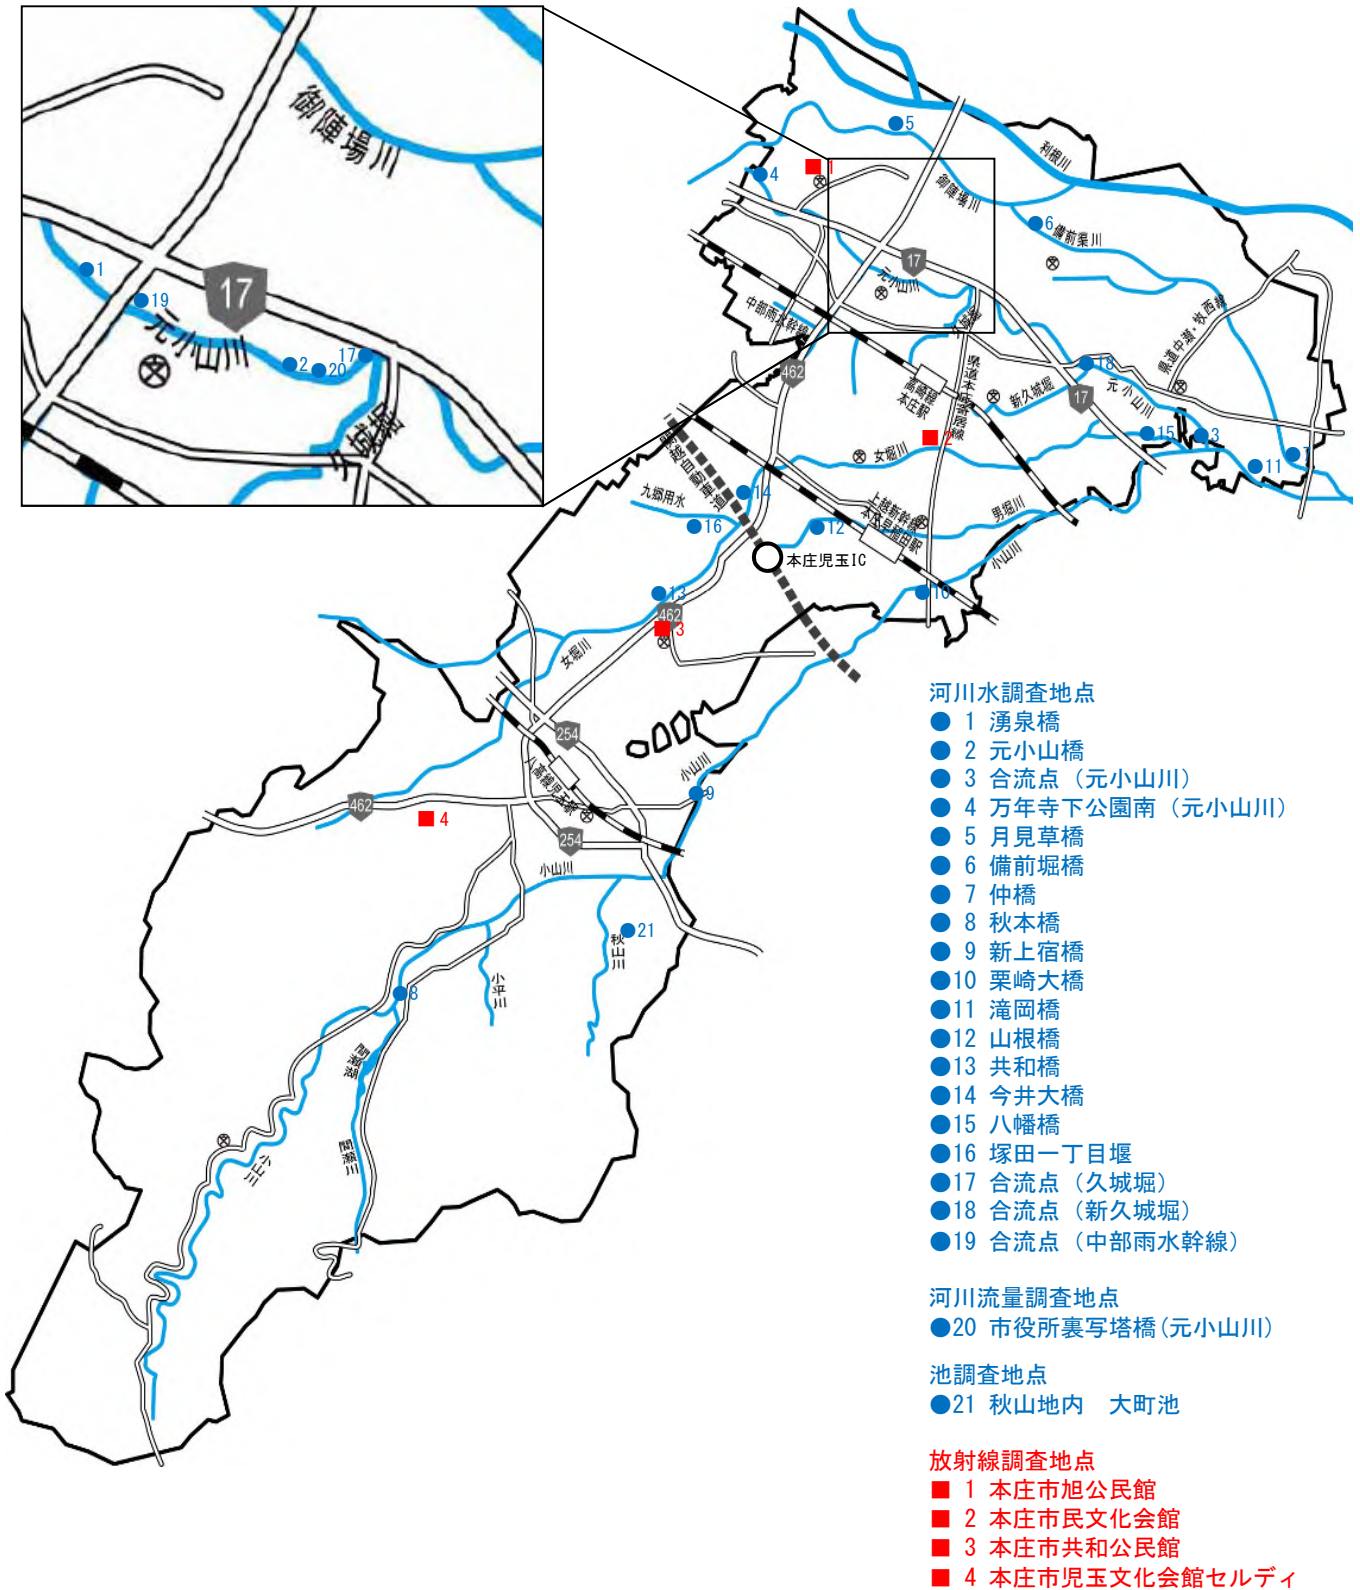 御陣場川
1
19
17
元小山川
2
20
17
久城堀
5
利根川
4
1
御陣場川
6
備前渠川
17
元小山川
中部雨水幹線
久城堀
県道中瀬・牧西線
462
高崎線
本庄駅
新久城堀
18
元小山川
17
2
15
3
7
11
女堀川
関越自動車道
九郷用水
14
16
上越新幹線
本庄早稲田駅
12
男堀川
本庄児玉IC
小山川
10
13
462
3
女堀川
254
八高線児玉駅
小山川
9
462
4
254
小山川
21
秋山川
小平川
8
間瀬湖
間瀬川
小山川
河川水調査地点
● 1 湧泉橋
● 2 元小山橋
● 3 合流点（元小山川）
● 4 万年寺下公園南（元小山川）
● 5 月見草橋
● 6 備前堀橋
● 7 仲橋
● 8 秋本橋
● 9 新上宿橋
●10 栗崎大橋
●11 滝岡橋
●12 山根橋
●13 共和橋
●14 今井大橋
●15 八幡橋
●16 塚田一丁目堰
●17 合流点（久城堀）
●18 合流点（新久城堀）
●19 合流点（中部雨水幹線）
河川流量調査地点
●20 市役所裏写塔橋(元小山川)
池調査地点
●21 秋山地内　大町池
放射線調査地点
■ 1 本庄市旭公民館
■ 2 本庄市民文化会館
■ 3 本庄市共和公民館
■ 4 本庄市児玉文化会館セルディ